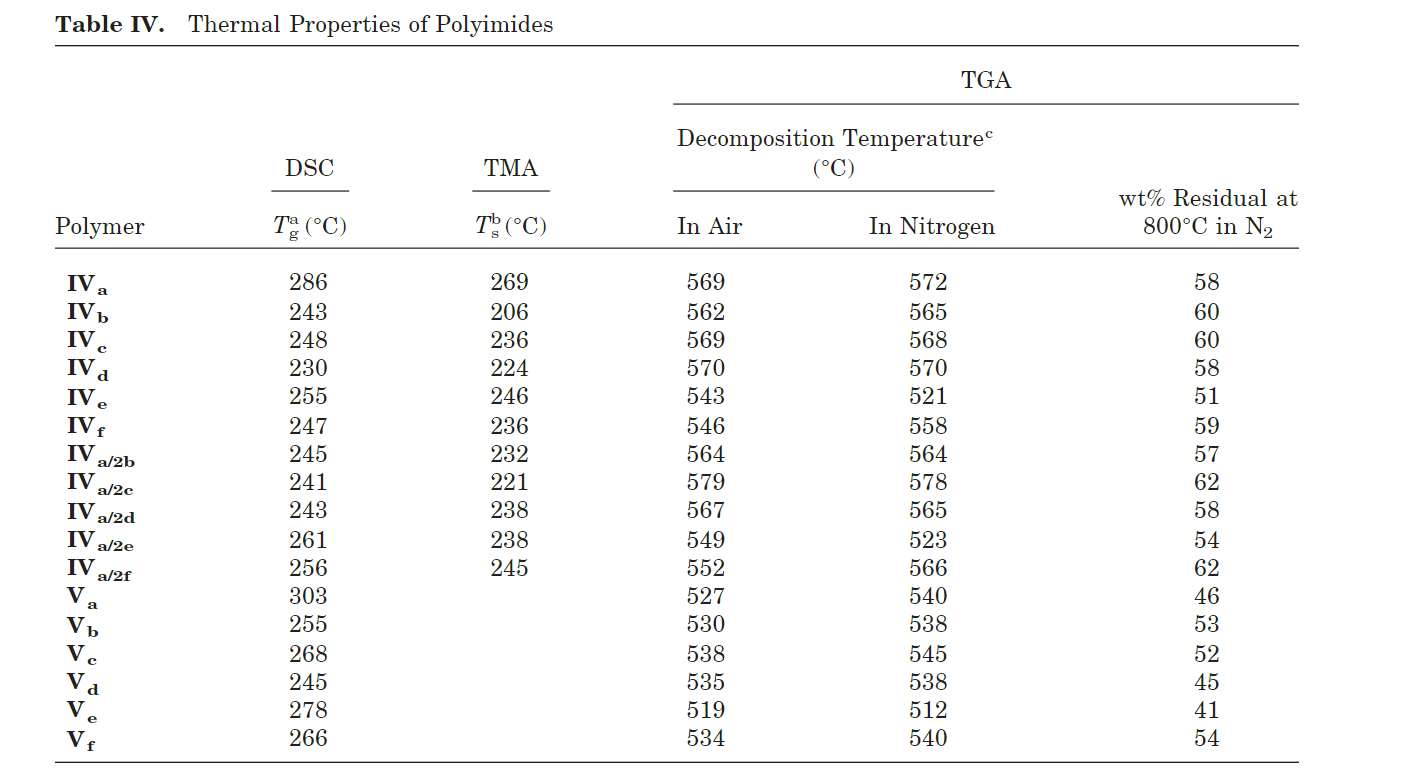 Table IV. Thermal Properties of Polyimides
TGA
Decomposition Temperatureᶜ
DSC TMA (°C)
wt% Residual at
Polymer Tgᵃ (°C) Tsᵇ (°C) In Air In Nitrogen 800°C in N₂
IVa 286 269 569 572 58
IVb 243 206 562 565 60
IVc 248 236 569 568 60
IVd 230 224 570 570 58
IVe 255 246 543 521 51
IVf 247 236 546 558 59
IVa/2b 245 232 564 564 57
IVa/2c 241 221 579 578 62
IVa/2d 243 238 567 565 58
IVa/2e 261 238 549 523 54
IVa/2f 256 245 552 566 62
Va 303 527 540 46
Vb 255 530 538 53
Vc 268 538 545 52
Vd 245 535 538 45
Ve 278 519 512 41
Vf 266 534 540 54